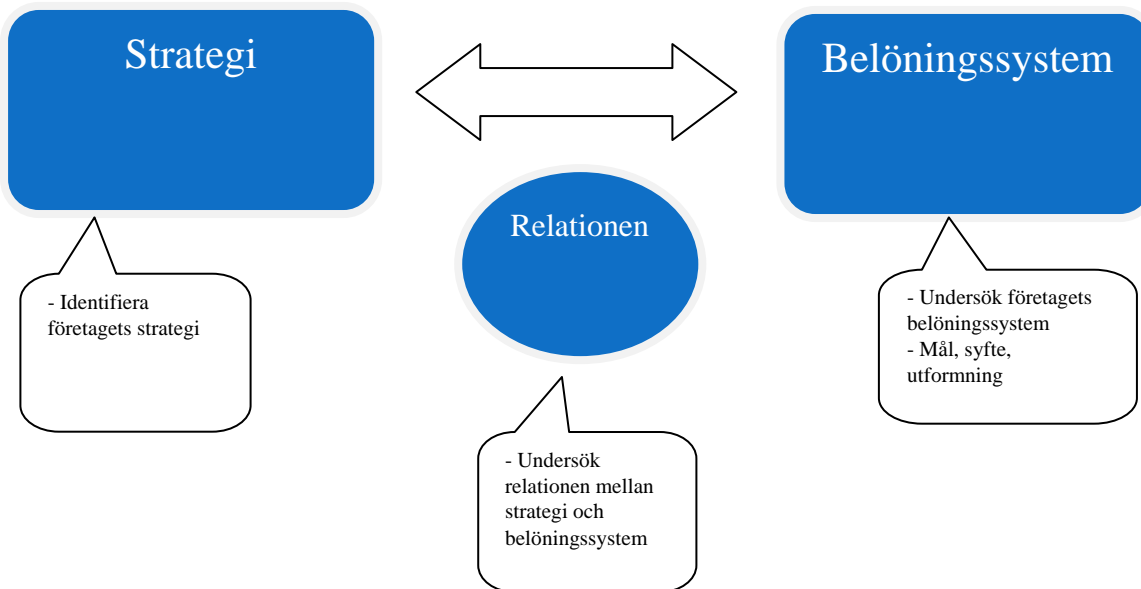 Strategi
Belöningssystem
Relationen
- Identifiera
företagets strategi
- Undersök företagets
belöningssystem
- Mål, syfte,
utformning
- Undersök
relationen mellan
strategi och
belöningssystem